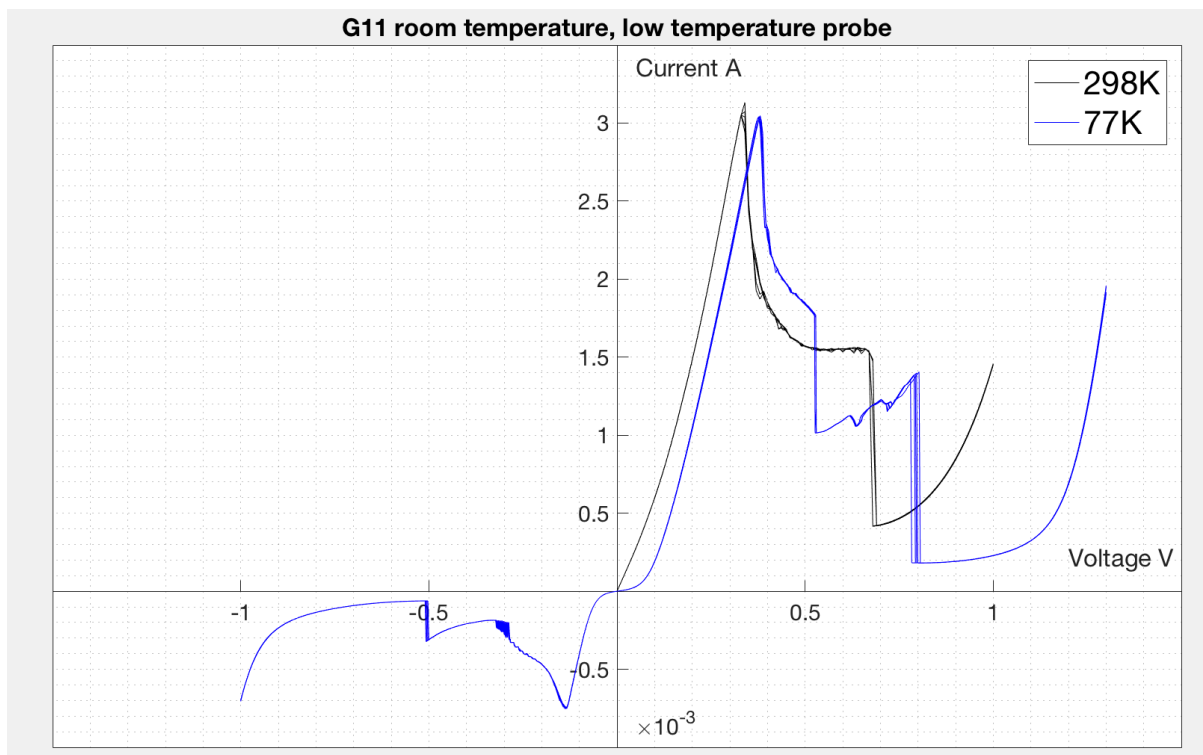 G11 room temperature, low temperature probe
Current A
298K
77K
3
2.5
2
1.5
1
0.5
Voltage V
-1
-0.5
0.5
1
-0.5
×10-3